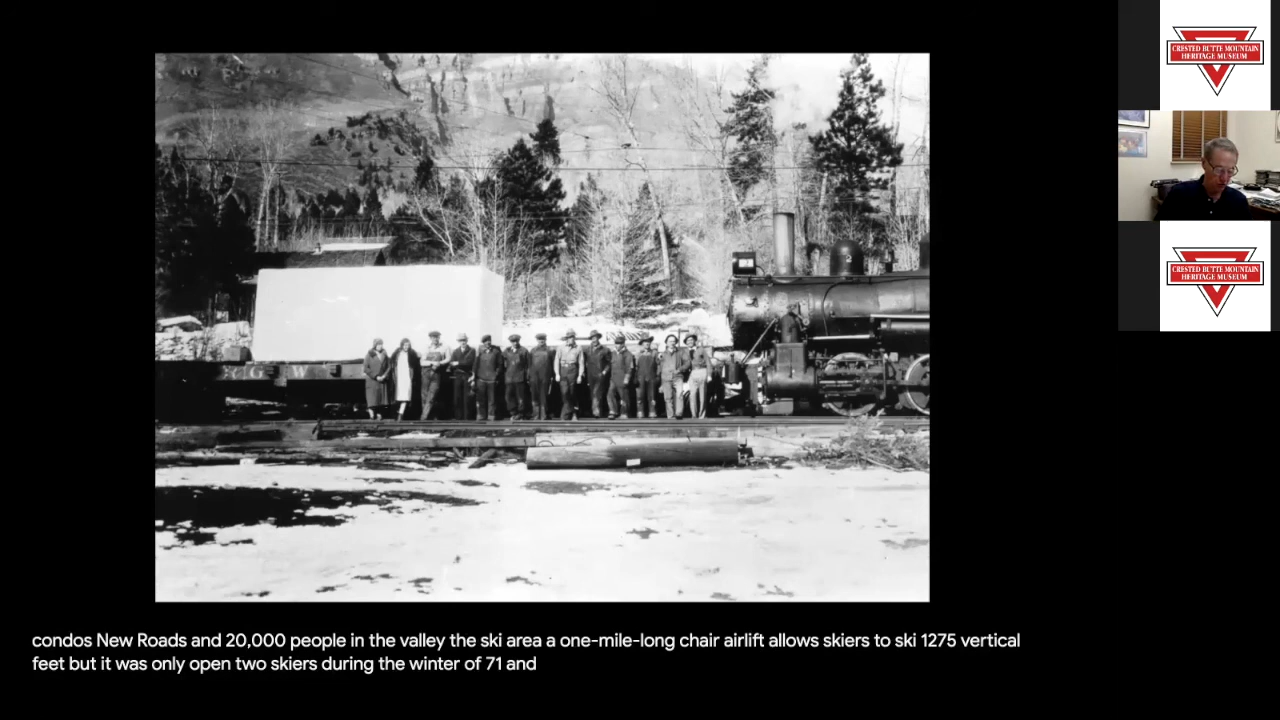 CRESTED BUTTE MOUNTAIN
HERITAGE MUSEUM
CRESTED BUTTE MOUNTAIN
HERITAGE MUSEUM
condos New Roads and 20,000 people in the valley the ski area a one-mile-long chair airlift allows skiers to ski 1275 vertical
feet but it was only open two skiers during the winter of 71 and